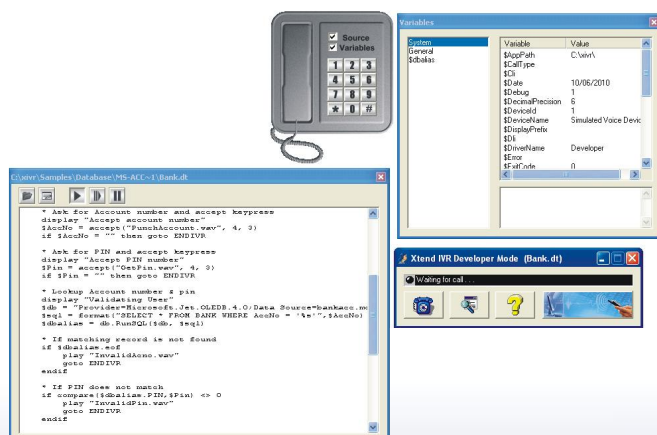 Source
Variables
1 2 3
4 5 6
7 8 9
* 0 #
Variables
System
General
$dbalias
Variable Value
$AppPath C:\xivr\
$CallType
$Cli
$Date 10/06/2010
$Debug 1
$DecimalPrecision 6
$DeviceId 1
$DeviceName Simulated Voice Devic
$DisplayPrefix
$Dli
$DriverName Developer
$Error
$ExitCode 0
C:\xivr\Samples\Database\MS-ACC~1\Bank.dt
* Ask for Account number and accept keypress
display "Accept account number"
$AccNo = accept("PunchAccount.wav", 4, 3)
if $AccNo = "" then goto ENDIVR
* Ask for PIN and accept keypress
display "Accept PIN number"
$Pin = accept("GetPin.wav", 4, 3)
if $Pin = "" then goto ENDIVR
* Lookup Account number & pin
display "Validating User"
$db = "Provider=Microsoft.Jet.OLEDB.4.0;Data Source=bankacc.mo
$sql = format("SELECT * FROM BANK WHERE AccNo = '%s'",$AccNo)
$dbalias = db.RunSQL($db, $sql)
* If matching record is not found
if $dbalias.eof
play "InvalidAcno.wav"
goto ENDIVR
endif
* If PIN does not match
if compare($dbalias.PIN,$Pin) <> 0
play "InvalidPin.wav"
goto ENDIVR
endif
Xtend IVR Developer Mode (Bank.dt)
Waiting for call . . .